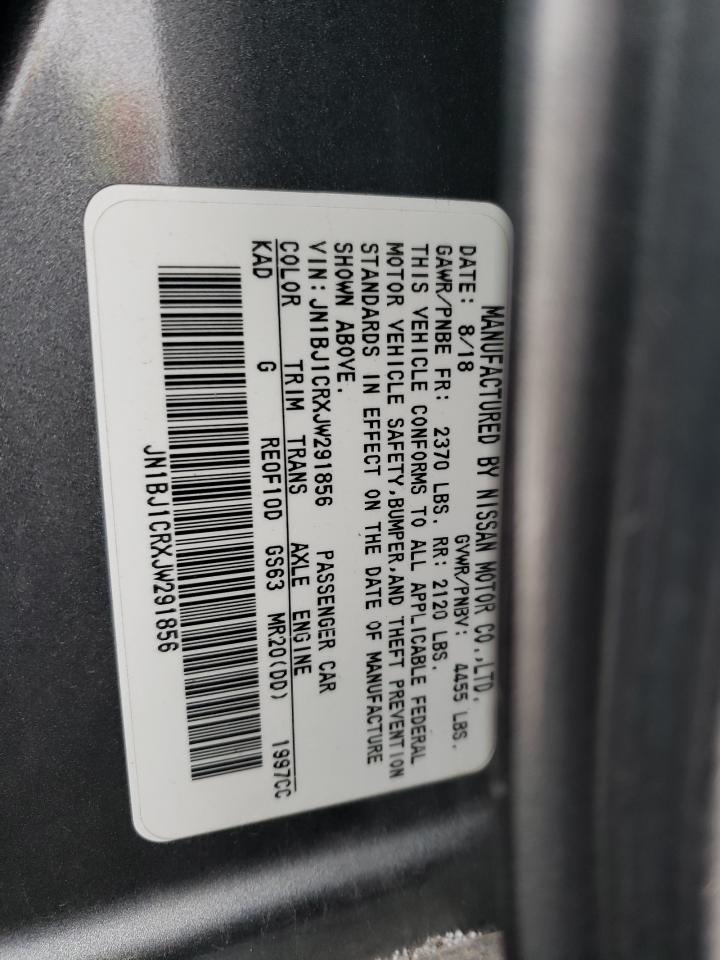 MANUFACTURED BY NISSAN MOTOR CO.,LTD.
DATE: 8/18 GVWR/PNBV: 4455 LBS.
GAWR/PNBE FR: 2370 LBS. RR: 2120 LBS.
THIS VEHICLE CONFORMS TO ALL APPLICABLE FEDERAL
MOTOR VEHICLE SAFETY,BUMPER,AND THEFT PREVENTION
STANDARDS IN EFFECT ON THE DATE OF MANUFACTURE
SHOWN ABOVE.
VIN: JN1BJ1CRXJW291856 PASSENGER CAR
COLOR TRIM TRANS AXLE ENGINE
KAD G RE0F10D GS63 MR20(DD) 1997CC
JN1BJ1CRXJW291856